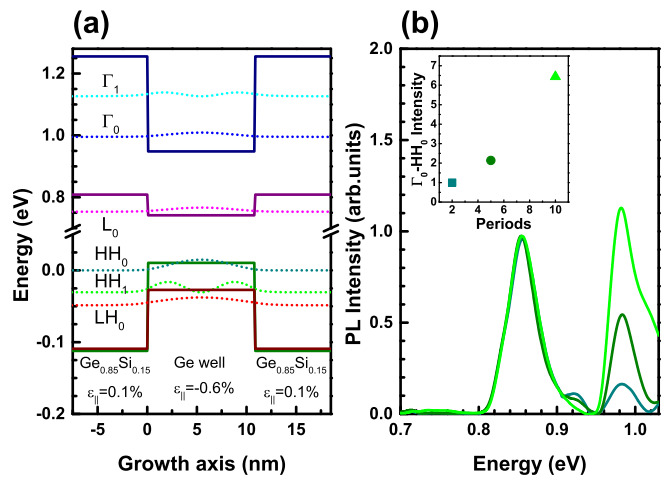 (a)
1.2
1.0
0.8
0.0
-0.1
-0.2
Energy (eV)
Γ₁
Γ₀
L₀
HH₀
HH₁
LH₀
Ge₀.₈₅Si₀.₁₅ Ge well Ge₀.₈₅Si₀.₁₅
ε||=0.1% ε||=-0.6% ε||=0.1%
-5 0 5 10 15
Growth axis (nm)
(b)
2.0
1.5
1.0
0.5
0.0
PL Intensity (arb.units)
7
6
5
4
3
2
1
0
Γ₀-HH₀ Intensity
2 4 6 8 10
Periods
0.7 0.8 0.9 1.0
Energy (eV)